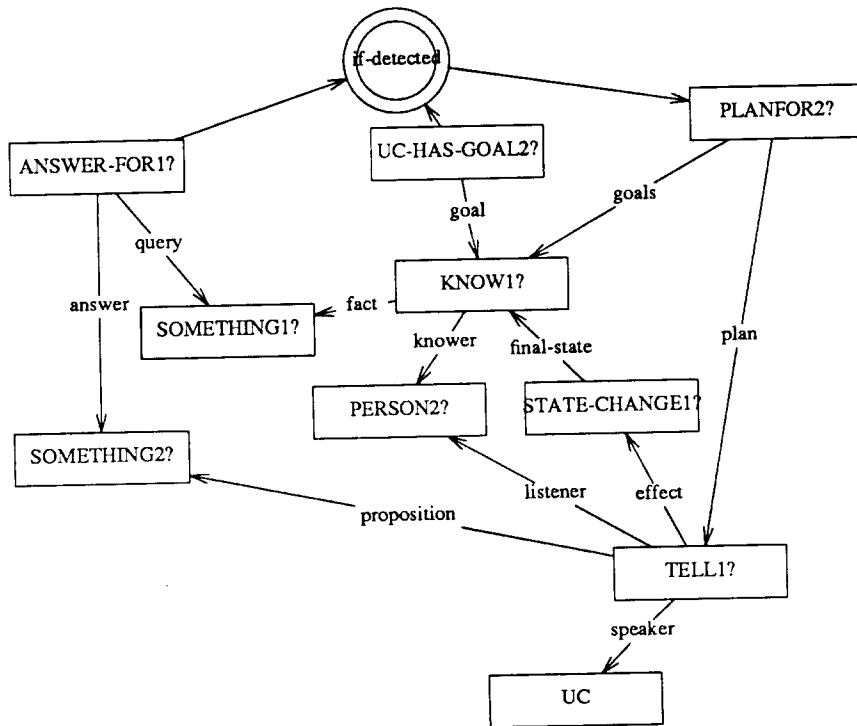 if-detected
PLANFOR2?
UC-HAS-GOAL2?
ANSWER-FOR1?
goal
goals
query
KNOW1?
answer
fact
SOMETHING1?
knower
final-state
plan
PERSON2?
STATE-CHANGE1?
SOMETHING2?
listener
effect
proposition
TELL1?
speaker
UC